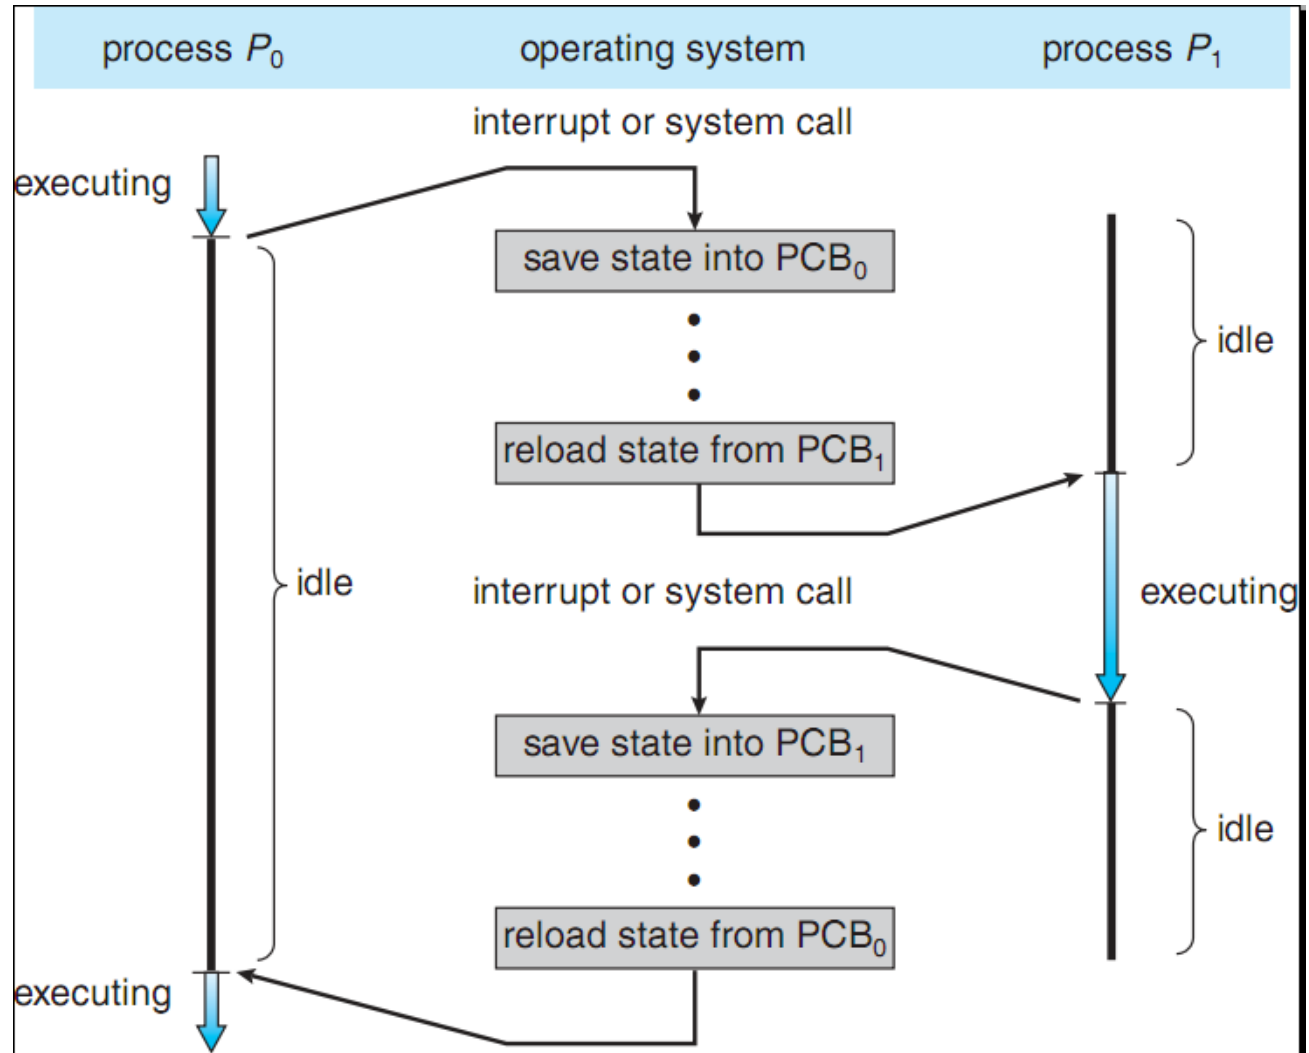 process P₀ operating system process P₁
interrupt or system call
executing
save state into PCB₀
idle
reload state from PCB₁
idle
interrupt or system call
executing
save state into PCB₁
idle
reload state from PCB₀
executing